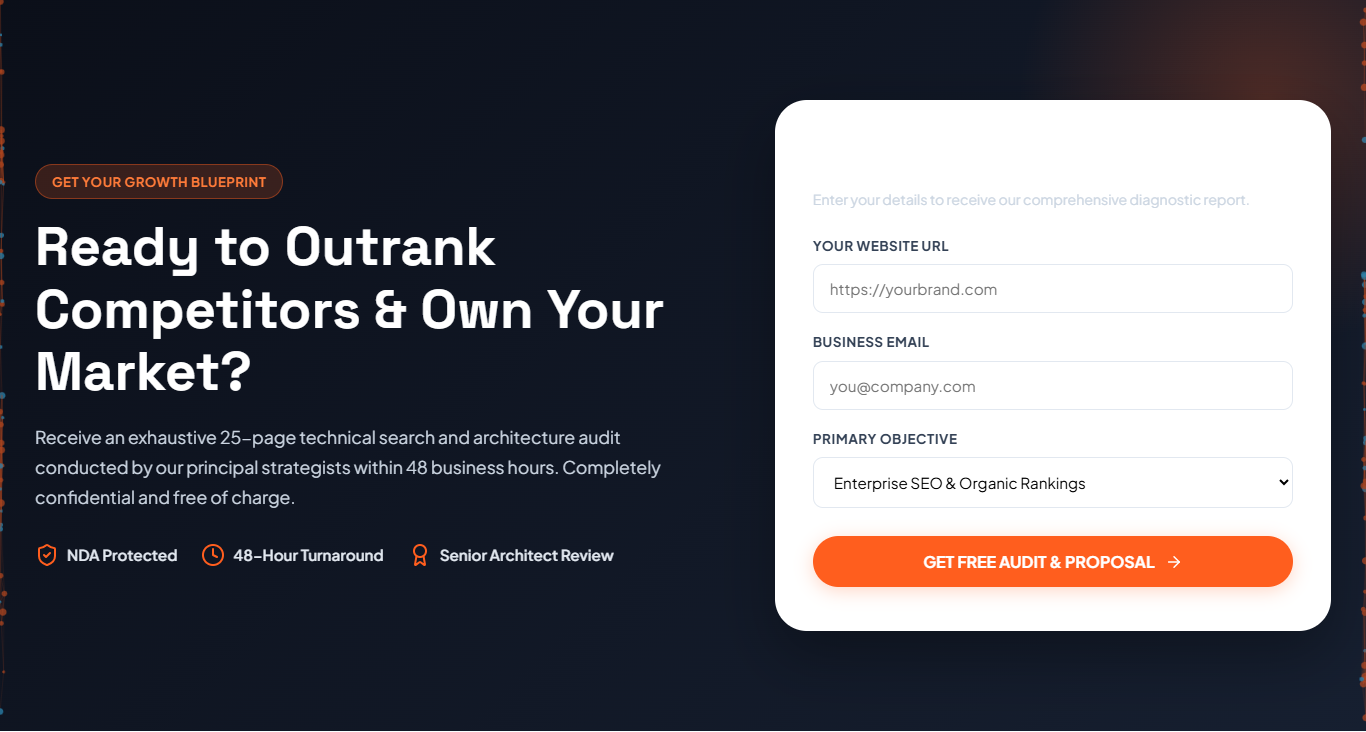 GET YOUR GROWTH BLUEPRINT
Ready to Outrank
Competitors & Own Your
Market?
Receive an exhaustive 25–page technical search and architecture audit
conducted by our principal strategists within 48 business hours. Completely
confidential and free of charge.
NDA Protected
48–Hour Turnaround
Senior Architect Review
Enter your details to receive our comprehensive diagnostic report.
YOUR WEBSITE URL
https://yourbrand.com
BUSINESS EMAIL
you@company.com
PRIMARY OBJECTIVE
Enterprise SEO & Organic Rankings
GET FREE AUDIT & PROPOSAL